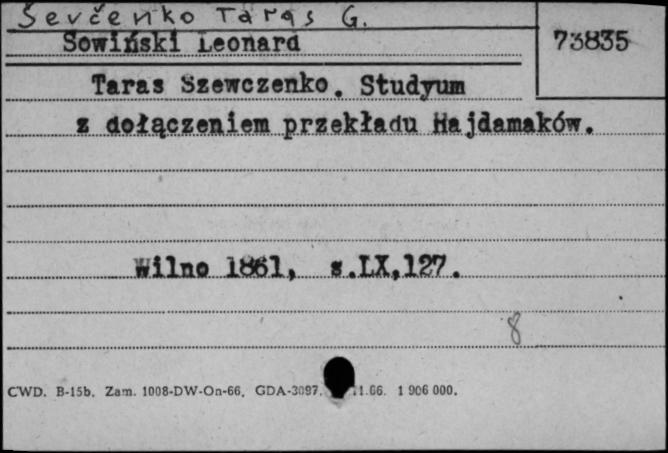 Ševčenko Taras G.
Sowiński Leonard
73835
Taras Szewczenko. Studyum
z dołączeniem przekładu Hajdamaków.
Wilno 1861, s.LX,127.
8
CWD. B-15b. Zam. 1008-DW-On-66. GDA-3097. 11.66. 1 906 000.